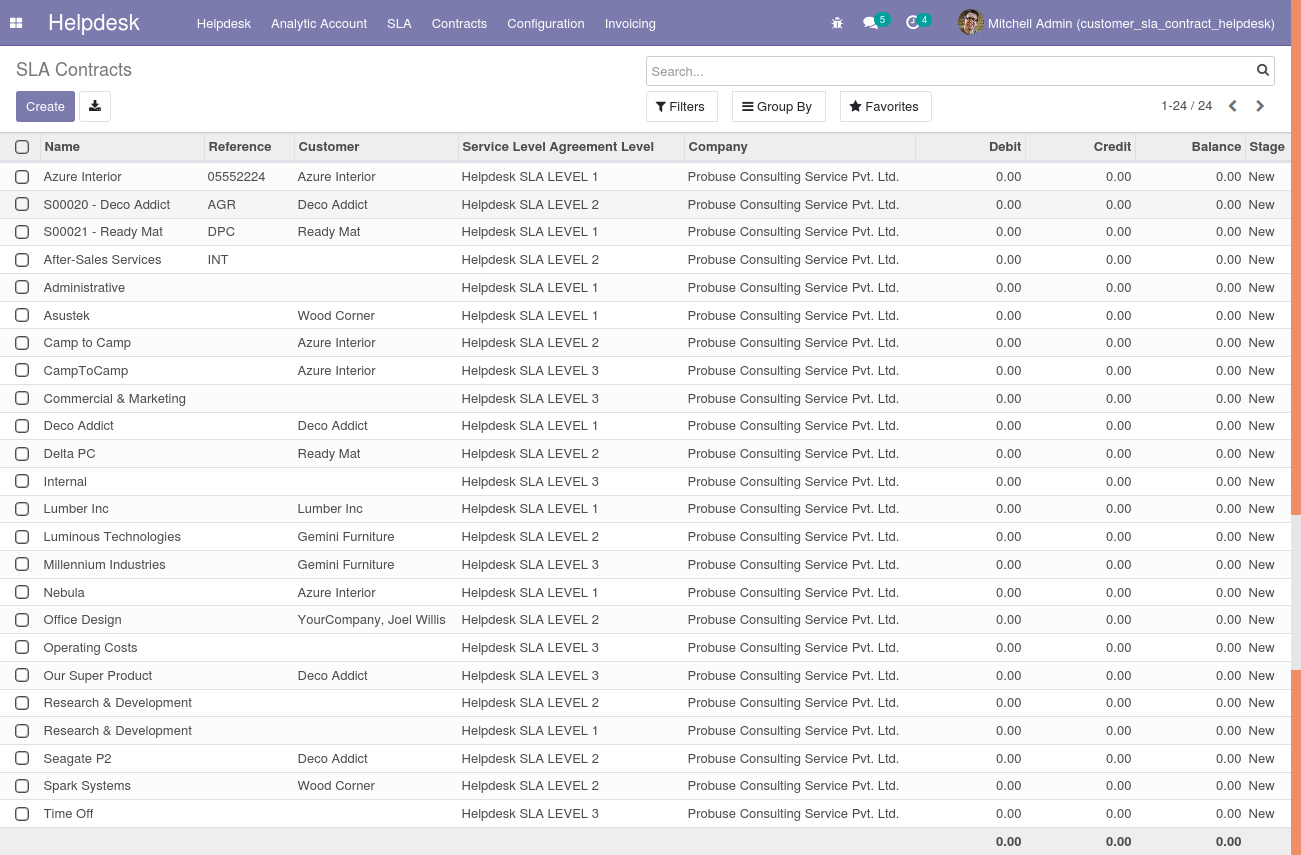 Helpdesk Helpdesk Analytic Account SLA Contracts Configuration Invoicing 5 4 Mitchell Admin (customer_sla_contract_helpdesk)
SLA Contracts Search...
Create Filters Group By Favorites 1-24 / 24
Name Reference Customer Service Level Agreement Level Company Debit Credit Balance Stage
Azure Interior 05552224 Azure Interior Helpdesk SLA LEVEL 1 Probuse Consulting Service Pvt. Ltd. 0.00 0.00 0.00 New
S00020 - Deco Addict AGR Deco Addict Helpdesk SLA LEVEL 2 Probuse Consulting Service Pvt. Ltd. 0.00 0.00 0.00 New
S00021 - Ready Mat DPC Ready Mat Helpdesk SLA LEVEL 1 Probuse Consulting Service Pvt. Ltd. 0.00 0.00 0.00 New
After-Sales Services INT Helpdesk SLA LEVEL 2 Probuse Consulting Service Pvt. Ltd. 0.00 0.00 0.00 New
Administrative Helpdesk SLA LEVEL 1 Probuse Consulting Service Pvt. Ltd. 0.00 0.00 0.00 New
Asustek Wood Corner Helpdesk SLA LEVEL 1 Probuse Consulting Service Pvt. Ltd. 0.00 0.00 0.00 New
Camp to Camp Azure Interior Helpdesk SLA LEVEL 2 Probuse Consulting Service Pvt. Ltd. 0.00 0.00 0.00 New
CampToCamp Azure Interior Helpdesk SLA LEVEL 3 Probuse Consulting Service Pvt. Ltd. 0.00 0.00 0.00 New
Commercial & Marketing Helpdesk SLA LEVEL 3 Probuse Consulting Service Pvt. Ltd. 0.00 0.00 0.00 New
Deco Addict Deco Addict Helpdesk SLA LEVEL 1 Probuse Consulting Service Pvt. Ltd. 0.00 0.00 0.00 New
Delta PC Ready Mat Helpdesk SLA LEVEL 2 Probuse Consulting Service Pvt. Ltd. 0.00 0.00 0.00 New
Internal Helpdesk SLA LEVEL 3 Probuse Consulting Service Pvt. Ltd. 0.00 0.00 0.00 New
Lumber Inc Lumber Inc Helpdesk SLA LEVEL 1 Probuse Consulting Service Pvt. Ltd. 0.00 0.00 0.00 New
Luminous Technologies Gemini Furniture Helpdesk SLA LEVEL 2 Probuse Consulting Service Pvt. Ltd. 0.00 0.00 0.00 New
Millennium Industries Gemini Furniture Helpdesk SLA LEVEL 3 Probuse Consulting Service Pvt. Ltd. 0.00 0.00 0.00 New
Nebula Azure Interior Helpdesk SLA LEVEL 1 Probuse Consulting Service Pvt. Ltd. 0.00 0.00 0.00 New
Office Design YourCompany, Joel Willis Helpdesk SLA LEVEL 2 Probuse Consulting Service Pvt. Ltd. 0.00 0.00 0.00 New
Operating Costs Helpdesk SLA LEVEL 3 Probuse Consulting Service Pvt. Ltd. 0.00 0.00 0.00 New
Our Super Product Deco Addict Helpdesk SLA LEVEL 3 Probuse Consulting Service Pvt. Ltd. 0.00 0.00 0.00 New
Research & Development Helpdesk SLA LEVEL 2 Probuse Consulting Service Pvt. Ltd. 0.00 0.00 0.00 New
Research & Development Helpdesk SLA LEVEL 1 Probuse Consulting Service Pvt. Ltd. 0.00 0.00 0.00 New
Seagate P2 Deco Addict Helpdesk SLA LEVEL 2 Probuse Consulting Service Pvt. Ltd. 0.00 0.00 0.00 New
Spark Systems Wood Corner Helpdesk SLA LEVEL 2 Probuse Consulting Service Pvt. Ltd. 0.00 0.00 0.00 New
Time Off Helpdesk SLA LEVEL 3 Probuse Consulting Service Pvt. Ltd. 0.00 0.00 0.00 New
0.00 0.00 0.00